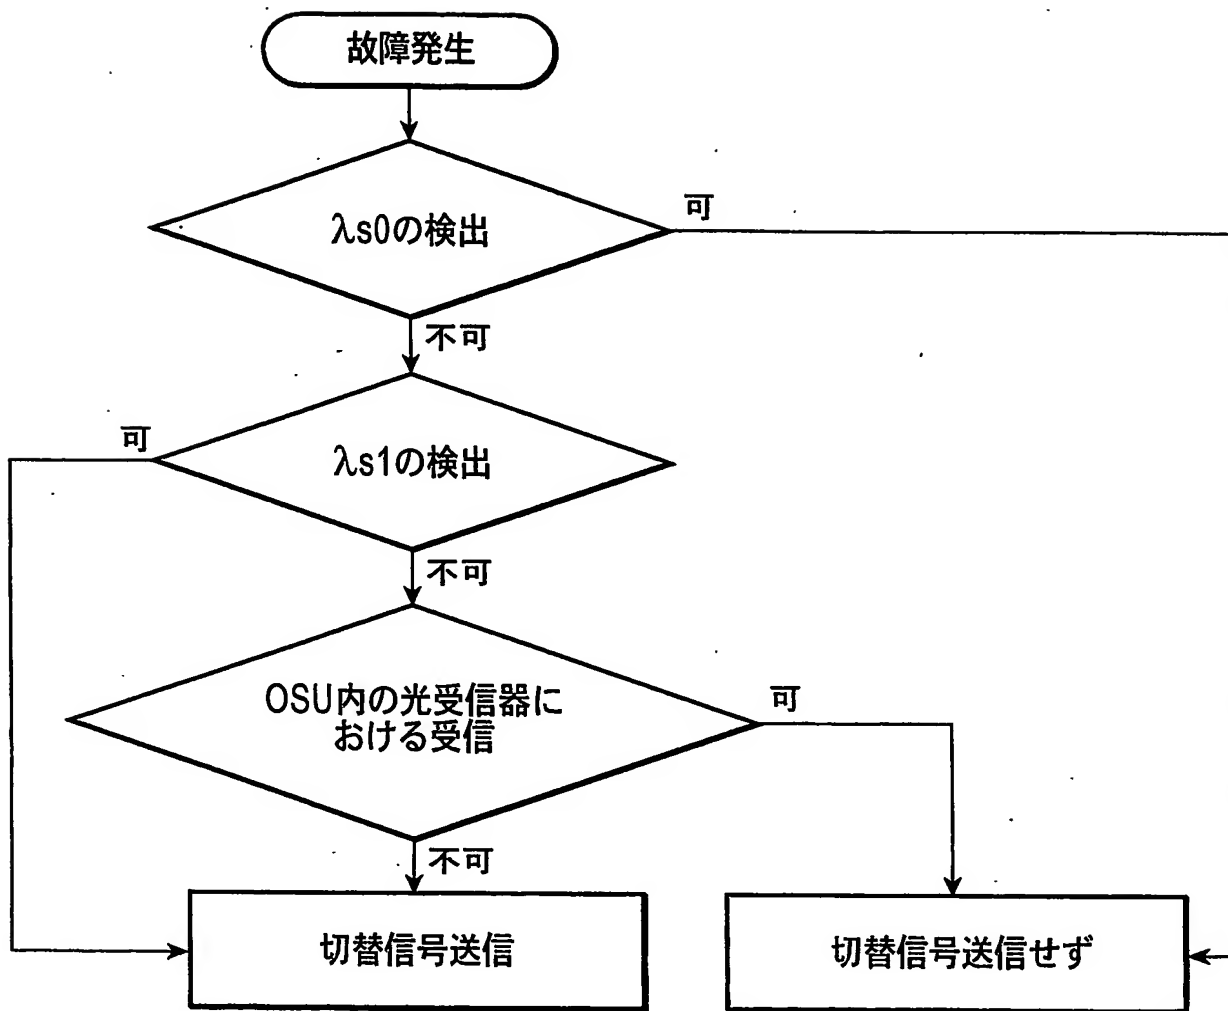 故障発生
λs0の検出
可
不可
可
λs1の検出
不可
OSU内の光受信器に
おける受信
可
不可
切替信号送信
切替信号送信せず